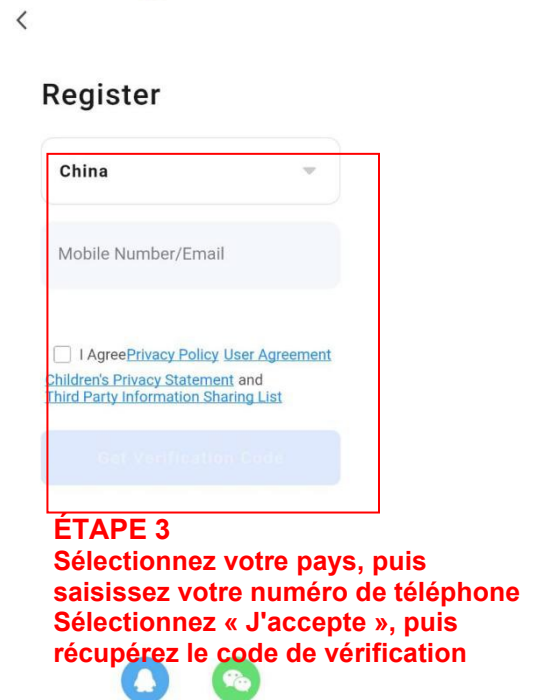 Register
China
Mobile Number/Email
I AgreePrivacy Policy User Agreement
Children's Privacy Statement and
Third Party Information Sharing List
Get Verification Code
ÉTAPE 3
Sélectionnez votre pays, puis
saisissez votre numéro de téléphone
Sélectionnez « J'accepte », puis
récupérez le code de vérification